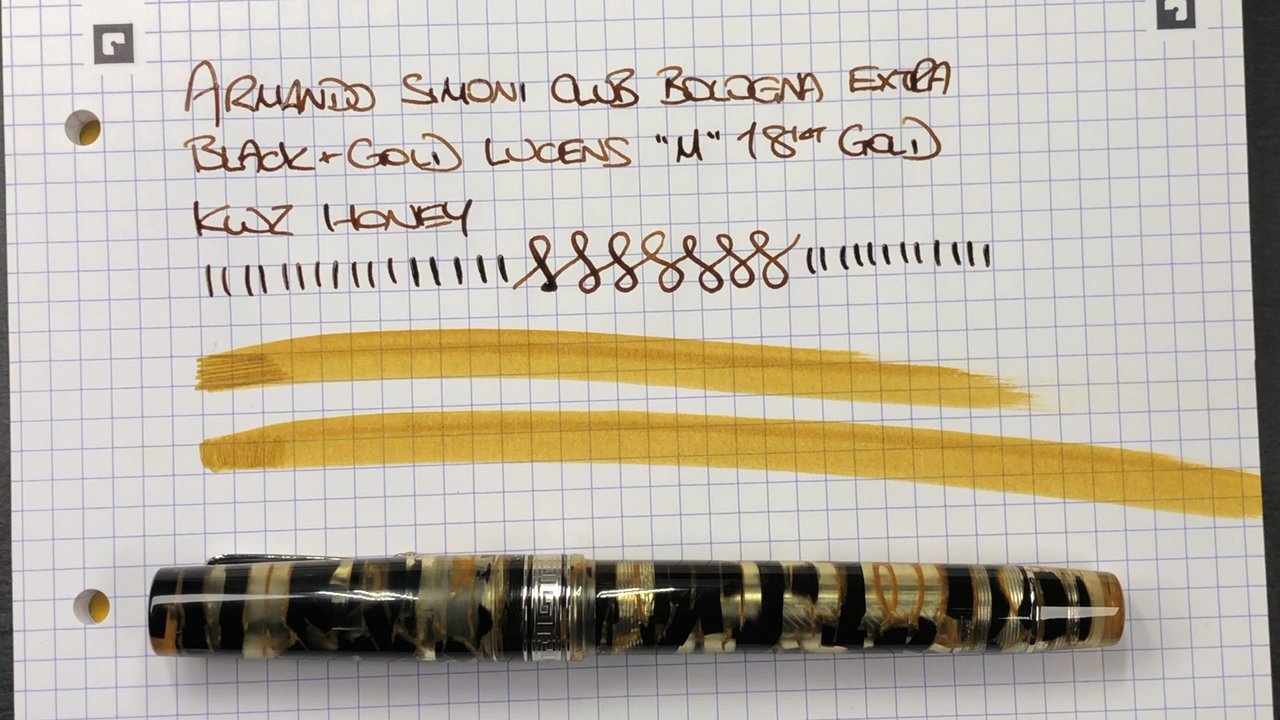 ARMANDO SIMONI CLUB BOLOGNA EXTRA
BLACK + GOLD LUCENS "M" 18kt GOLD
KWZ HONEY